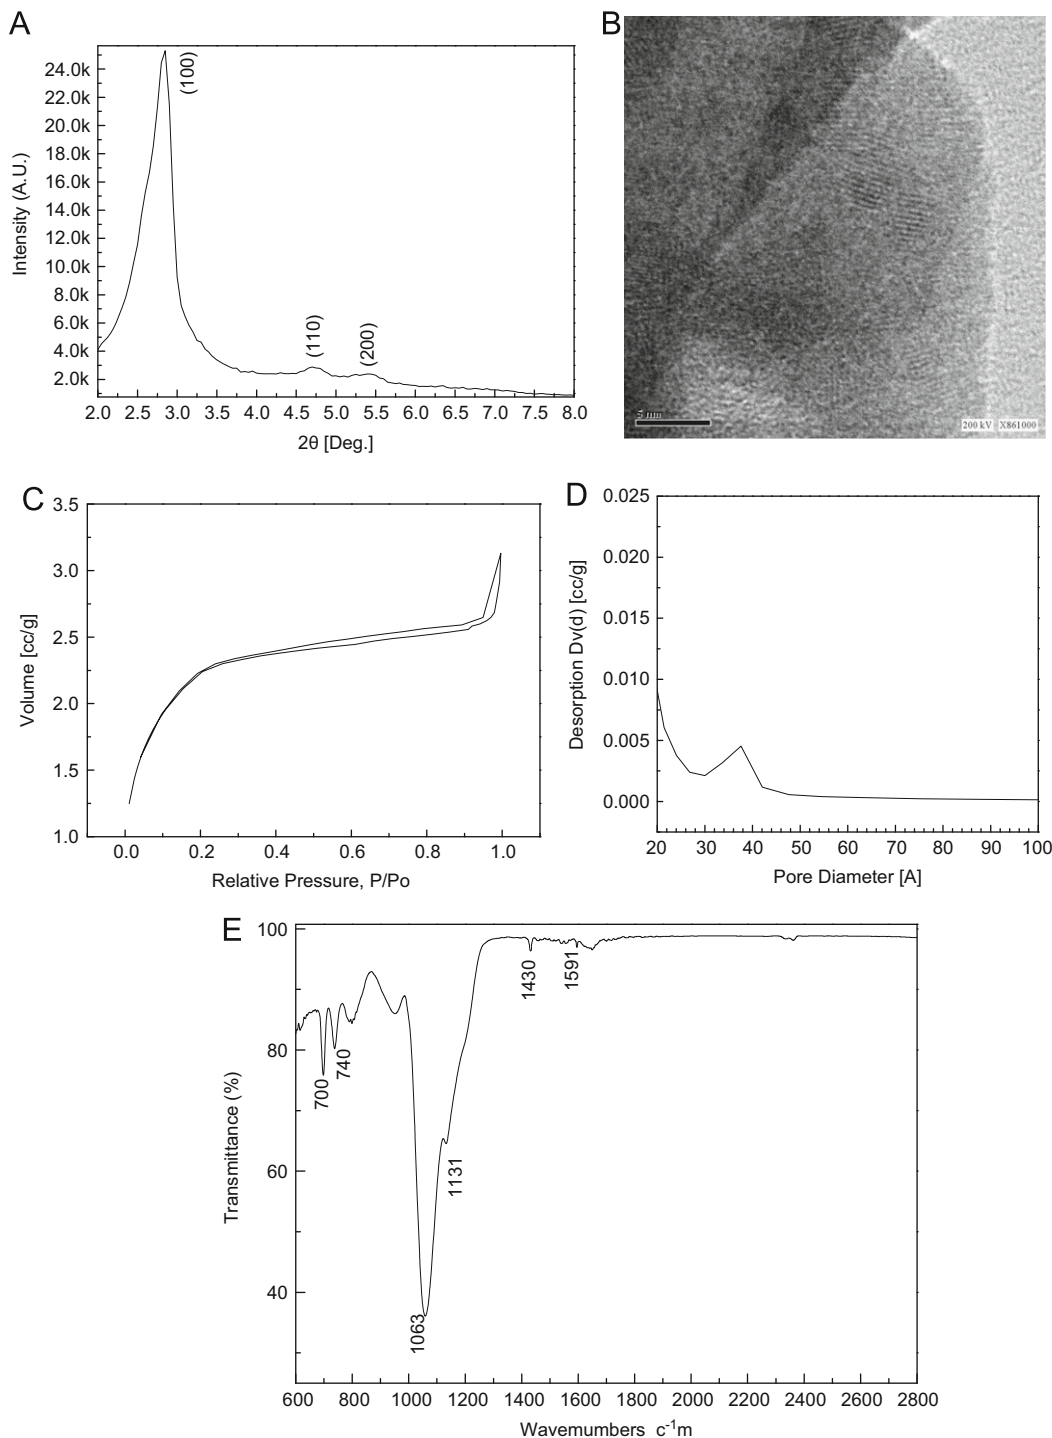 A
Intensity (A.U.)
24.0k
22.0k
20.0k
18.0k
16.0k
14.0k
12.0k
10.0k
8.0k
6.0k
4.0k
2.0k
(100)
(110)
(200)
2.0 2.5 3.0 3.5 4.0 4.5 5.0 5.5 6.0 6.5 7.0 7.5 8.0
2θ [Deg.]
B
5 nm
200 kV X861000
C
Volume [cc/g]
3.5
3.0
2.5
2.0
1.5
1.0
0.0 0.2 0.4 0.6 0.8 1.0
Relative Pressure, P/Po
D
Desorption Dv(d) [cc/g]
0.025
0.020
0.015
0.010
0.005
0.000
20 30 40 50 60 70 80 90 100
Pore Diameter [A]
E
Transmittance (%)
100
80
60
40
700
740
1063
1131
1430
1591
600 800 1000 1200 1400 1600 1800 2000 2200 2400 2600 2800
Wavemumbers c-1m